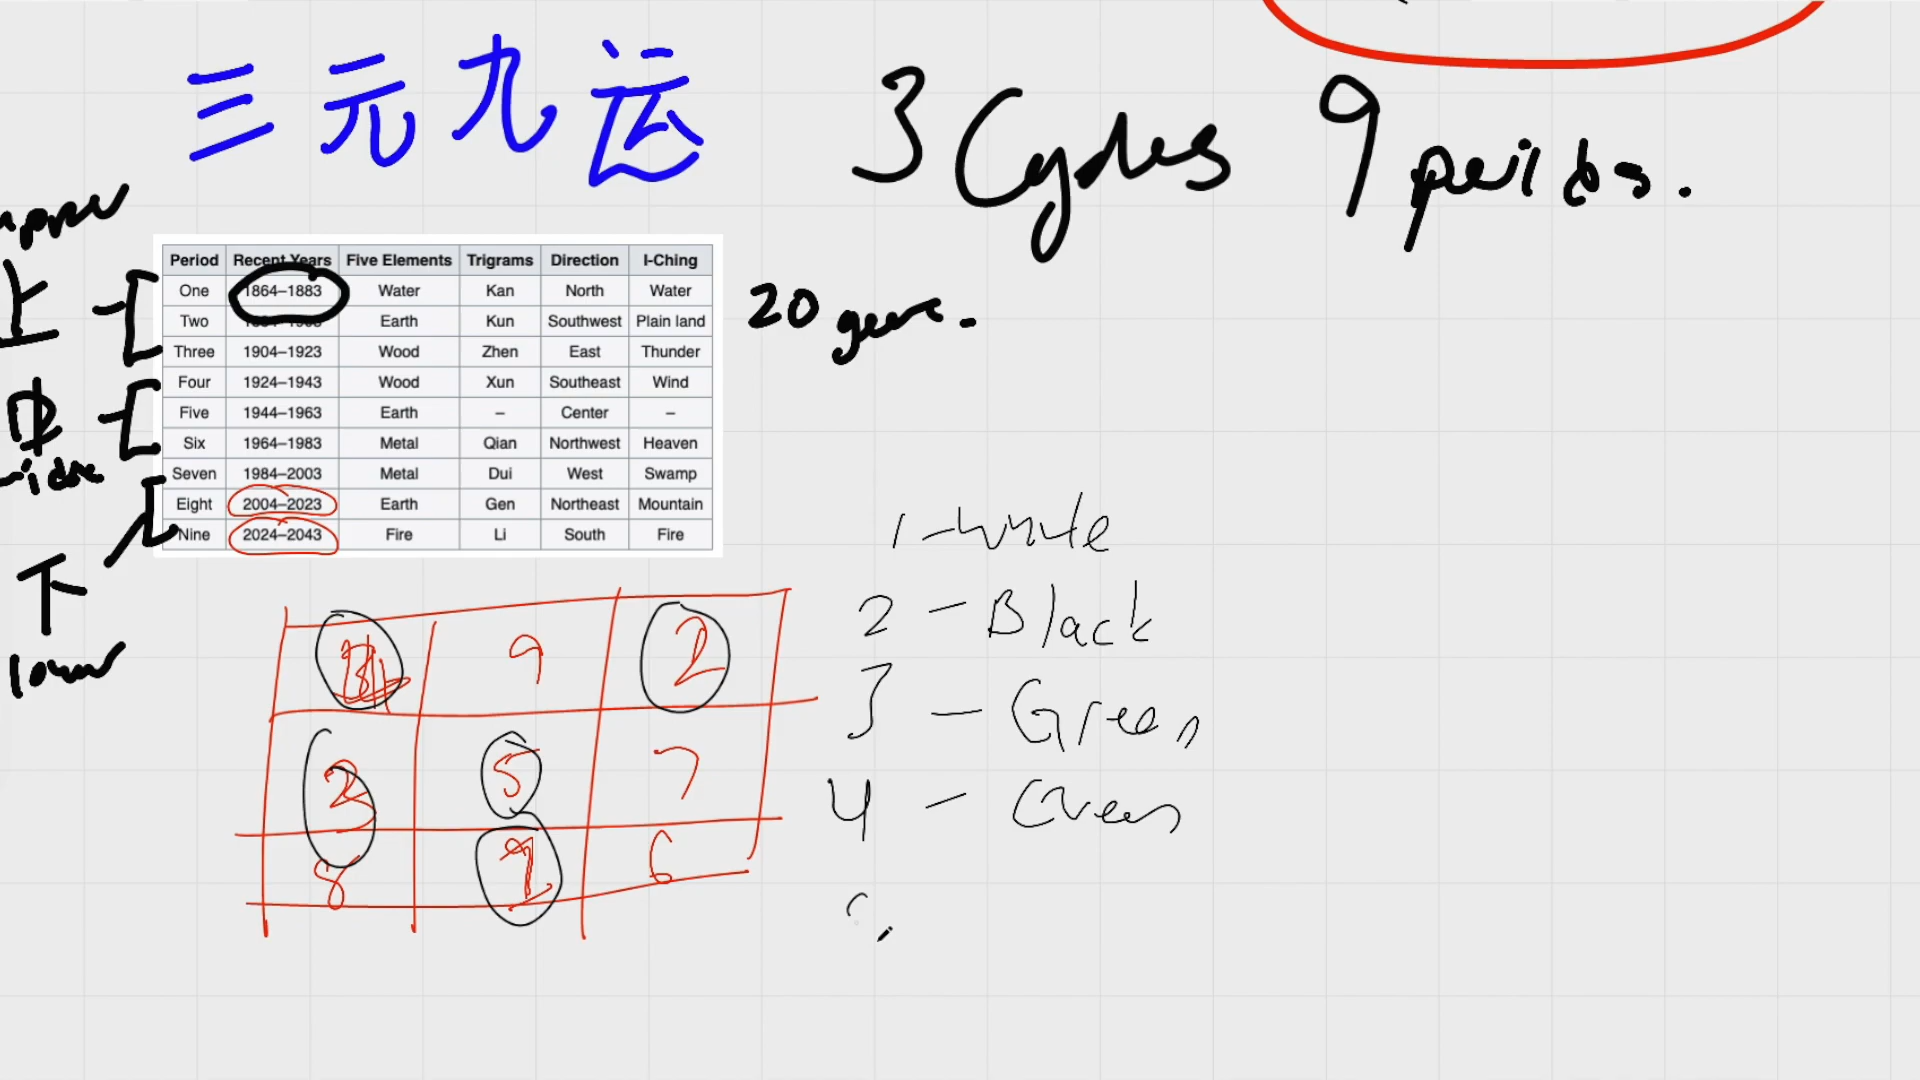 三元九运 3 Cycles 9 periods.
upper
上
中
下
lower
Period Recent Years Five Elements Trigrams Direction I-Ching
One 1864–1883 Water Kan North Water
Two Earth Kun Southwest Plain land
Three 1904–1923 Wood Zhen East Thunder
Four 1924–1943 Wood Xun Southeast Wind
Five 1944–1963 Earth – Center –
Six 1964–1983 Metal Qian Northwest Heaven
Seven 1984–2003 Metal Dui West Swamp
Eight 2004–2023 Earth Gen Northeast Mountain
Nine 2024–2043 Fire Li South Fire
20
9 2
5 7
8 6
1 - White
2 - Black
3 - Green
4 - Green